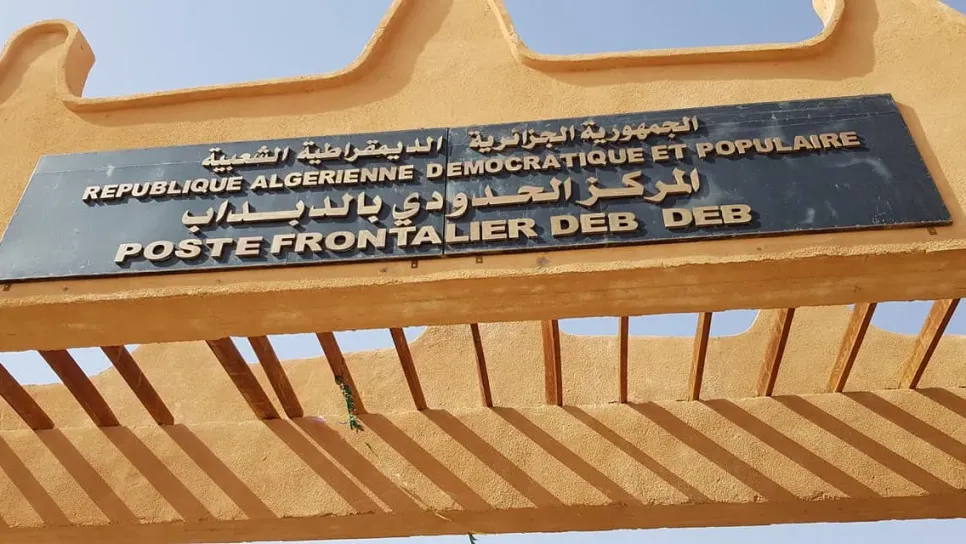 الجمهورية الجزائرية الديمقراطية الشعبية
REPUBLIQUE ALGERIENNE DEMOCRATIQUE ET POPULAIRE
المركز الحدودي بالدبداب
POSTE FRONTALIER DEB DEB